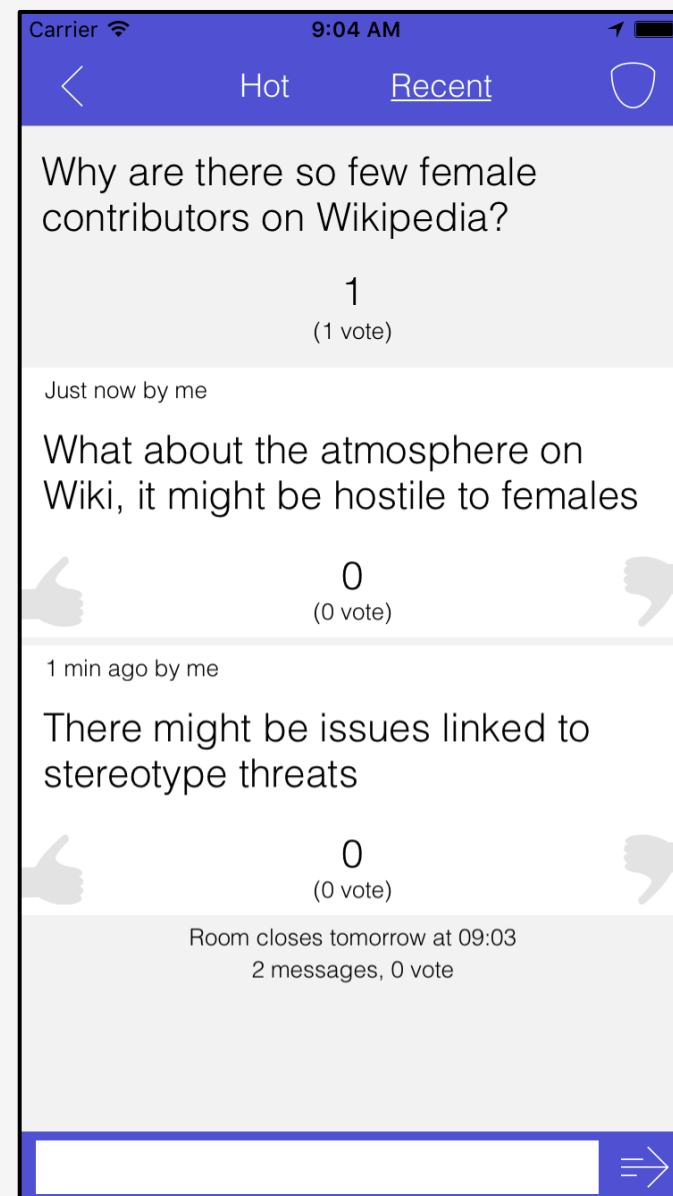 Carrier
9:04 AM
Hot
Recent
Why are there so few female
contributors on Wikipedia?
1
(1 vote)
Just now by me
What about the atmosphere on
Wiki, it might be hostile to females
0
(0 vote)
1 min ago by me
There might be issues linked to
stereotype threats
0
(0 vote)
Room closes tomorrow at 09:03
2 messages, 0 vote